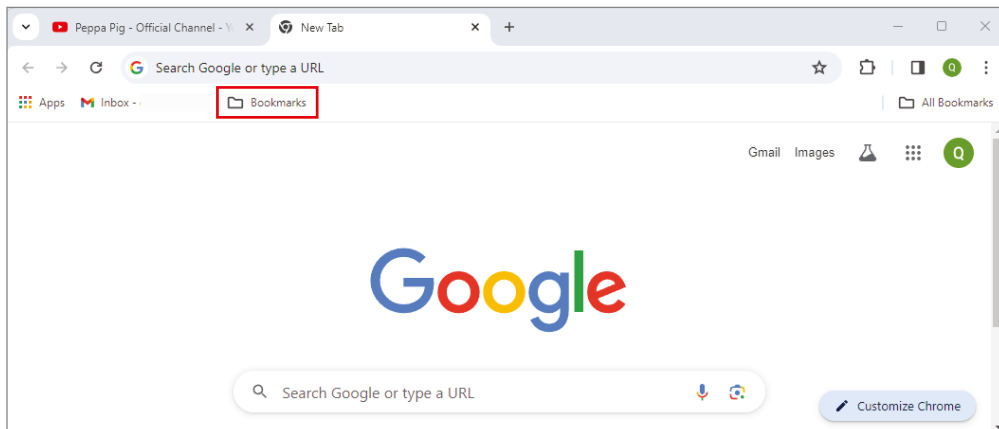 Peppa Pig - Official Channel - Y
New Tab
Search Google or type a URL
Q
Apps
Inbox -
Bookmarks
All Bookmarks
Gmail
Images
Q
Google
Search Google or type a URL
Customize Chrome